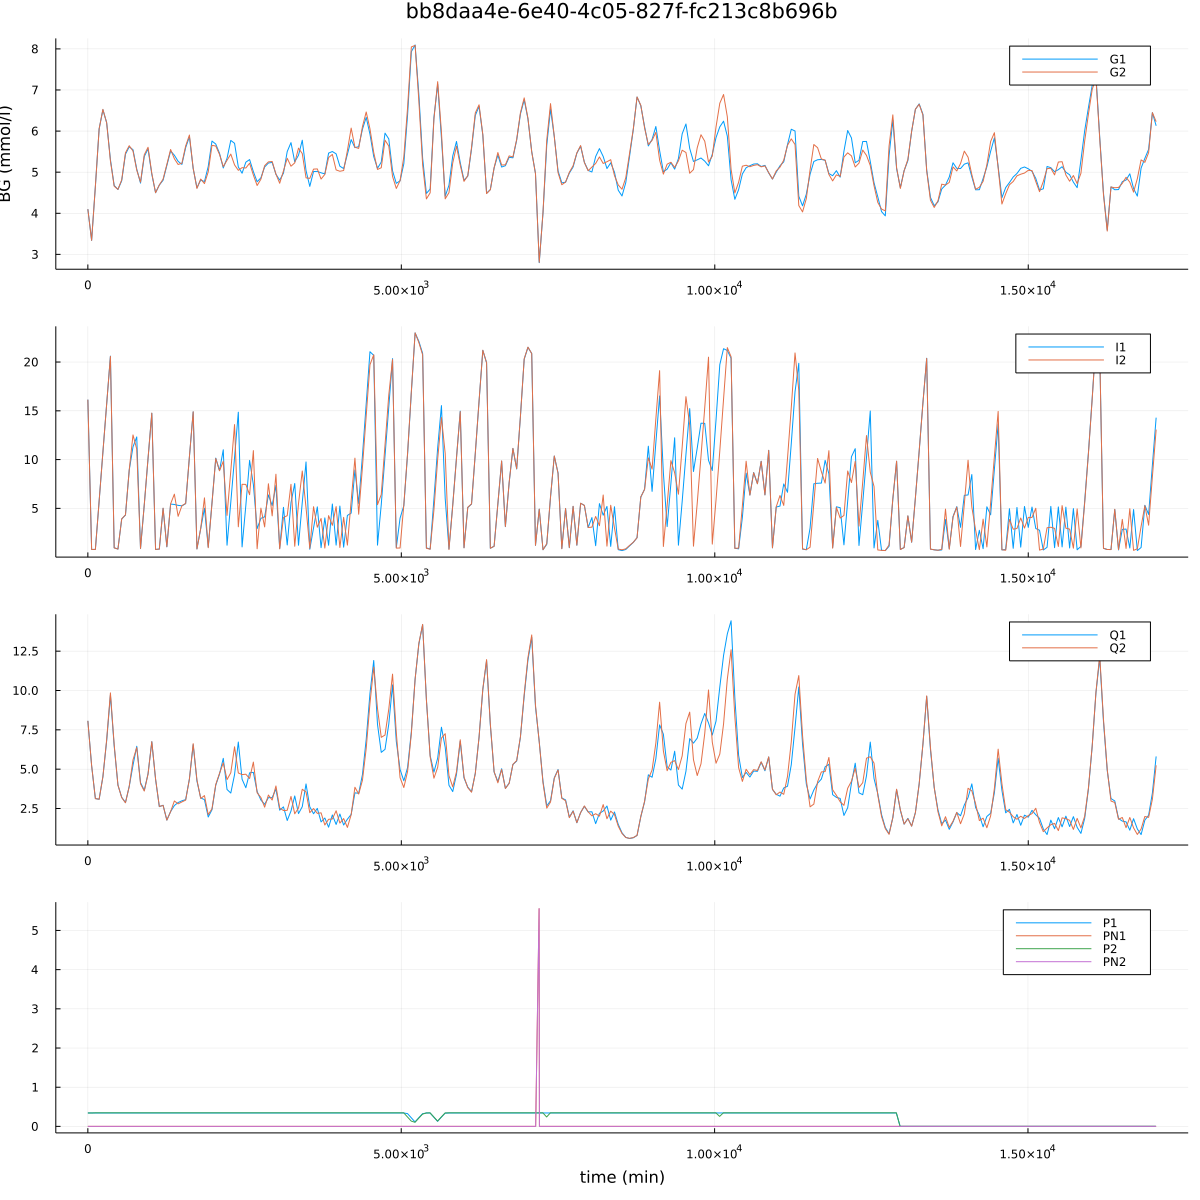 bb8daa4e-6e40-4c05-827f-fc213c8b696b
BG (mmol/l)
8
7
6
5
4
3
G1
G2
0
5.00×10³
1.00×10⁴
1.50×10⁴
20
15
10
5
I1
I2
0
5.00×10³
1.00×10⁴
1.50×10⁴
12.5
10.0
7.5
5.0
2.5
Q1
Q2
0
5.00×10³
1.00×10⁴
1.50×10⁴
5
4
3
2
1
0
P1
PN1
P2
PN2
0
5.00×10³
1.00×10⁴
1.50×10⁴
time (min)